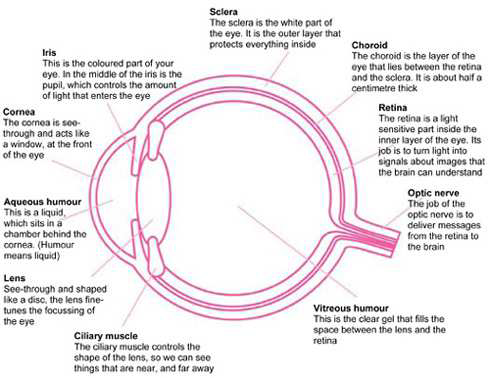 Sclera
The sclera is the white part of
the eye. It is the outer layer that
protects everything inside
Iris
This is the coloured part of your
eye. In the middle of the iris is the
pupil, which controls the amount
of light that enters the eye
Choroid
The choroid is the layer of the
eye that lies between the retina
and the sclera. It is about half a
centimetre thick
Cornea
The cornea is see-
through and acts like
a window, at the front
of the eye
Retina
The retina is a light
sensitive part inside the
inner layer of the eye. Its
job is to turn light into
signals about images that
the brain can understand
Aqueous humour
This is a liquid,
which sits in a
chamber behind the
cornea. (Humour
means liquid)
Optic nerve
The job of the
optic nerve is to
deliver messages
from the retina to
the brain
Lens
See-through and shaped
like a disc, the lens fine-
tunes the focussing of
the eye
Vitreous humour
This is the clear gel that fills the
space between the lens and the
retina
Ciliary muscle
The ciliary muscle controls the
shape of the lens, so we can see
things that are near, and far away